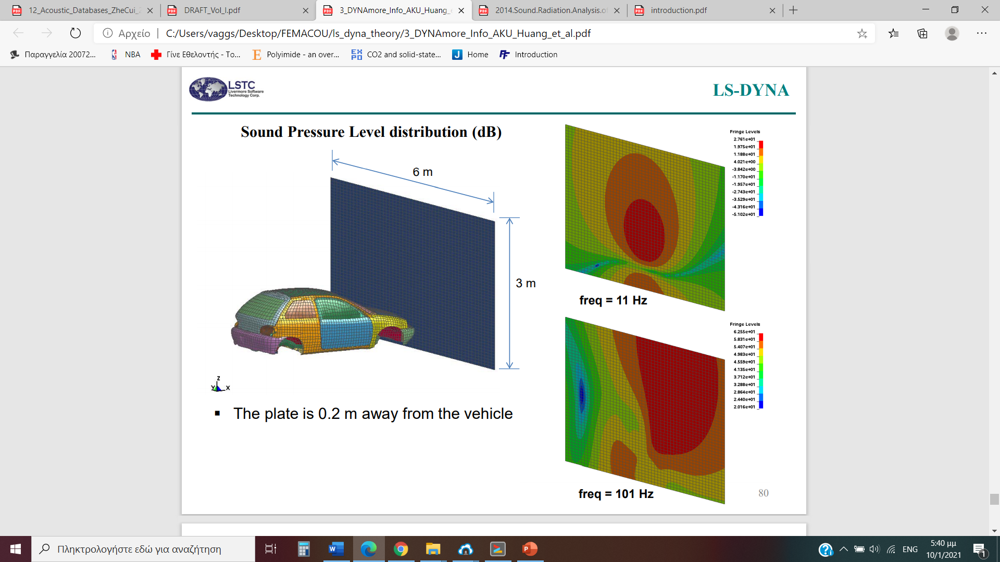 12_Acoustic_Databases_ZheCui_
DRAFT_Vol_I.pdf
3_DYNAmore_Info_AKU_Huang_
2014.Sound.Radiation.Analysis.of
introduction.pdf
Αρχείο
C:/Users/vaggs/Desktop/FEMACOU/ls_dyna_theory/3_DYNAmore_Info_AKU_Huang_et_al.pdf
Παραγγελία 20072...
NBA
Γίνε Εθελοντής - Το...
E
Polyimide - an over...
EXPO
CO2 and solid-state...
J
Home
FF
Introduction
LSTC
Livermore Software
Technology Corp.
LS-DYNA
Sound Pressure Level distribution (dB)
6 m
3 m
Z
Y
X
▪ The plate is 0.2 m away from the vehicle
Fringe Levels
2.761e+01
1.975e+01
1.188e+01
4.021e+00
-3.842e+00
-1.170e+01
-1.957e+01
-2.743e+01
-3.529e+01
-4.316e+01
-5.102e+01
freq = 11 Hz
Fringe Levels
6.255e+01
5.831e+01
5.407e+01
4.983e+01
4.559e+01
4.135e+01
3.712e+01
3.288e+01
2.864e+01
2.440e+01
2.016e+01
freq = 101 Hz
80
Πληκτρολογήστε εδώ για αναζήτηση
ENG
5:40 μμ
10/1/2021
1